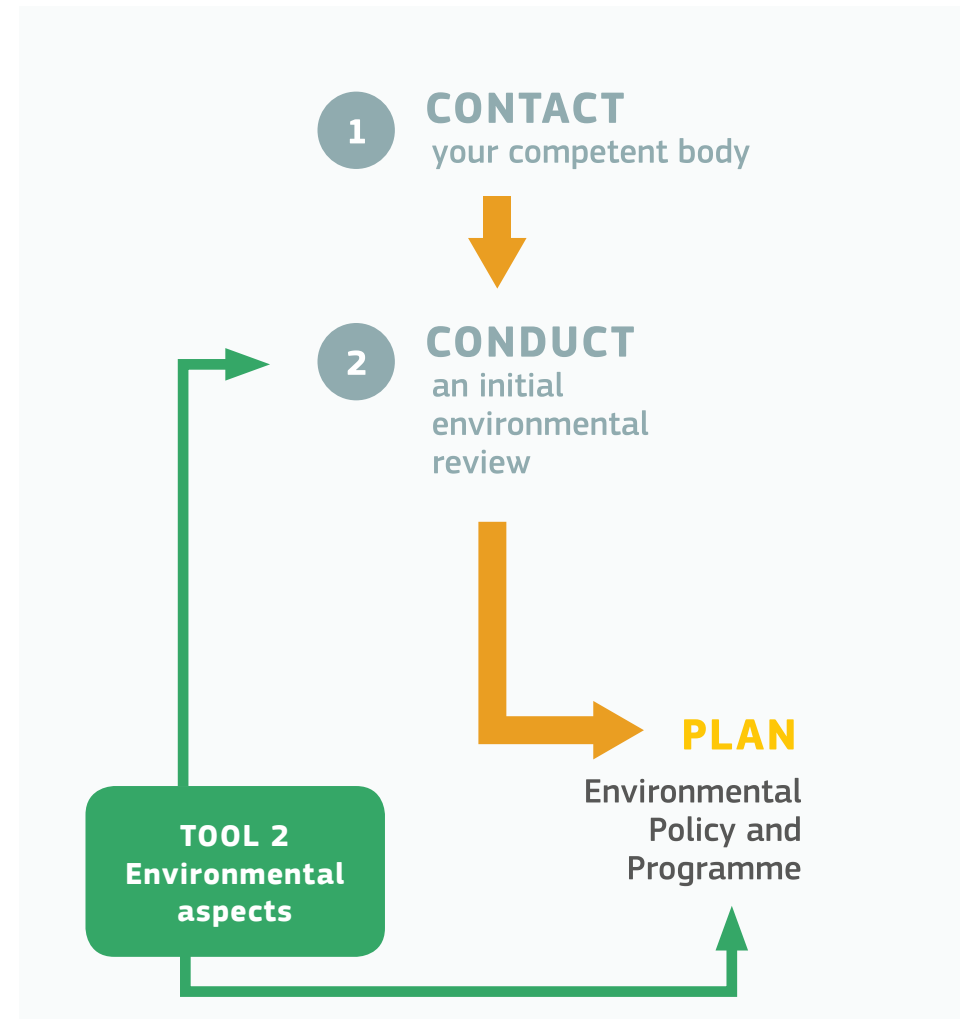 1
CONTACT
your competent body
2
CONDUCT
an initial
environmental
review
PLAN
Environmental
Policy and
Programme
TOOL 2
Environmental
aspects